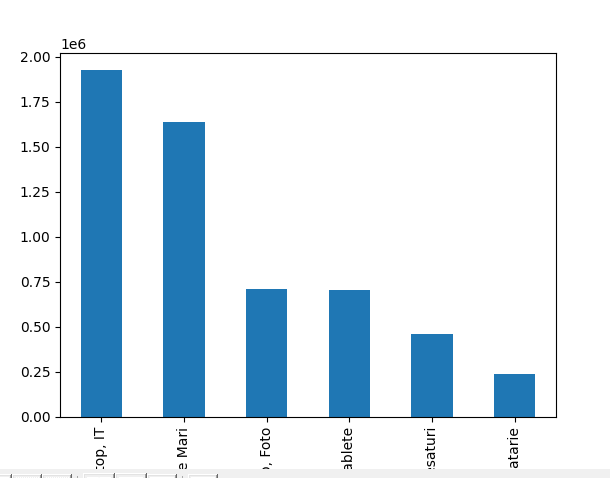 1e6
2.00
1.75
1.50
1.25
1.00
0.75
0.50
0.25
0.00
top, IT
e Mari
, Foto
ablete
esaturi
atarie